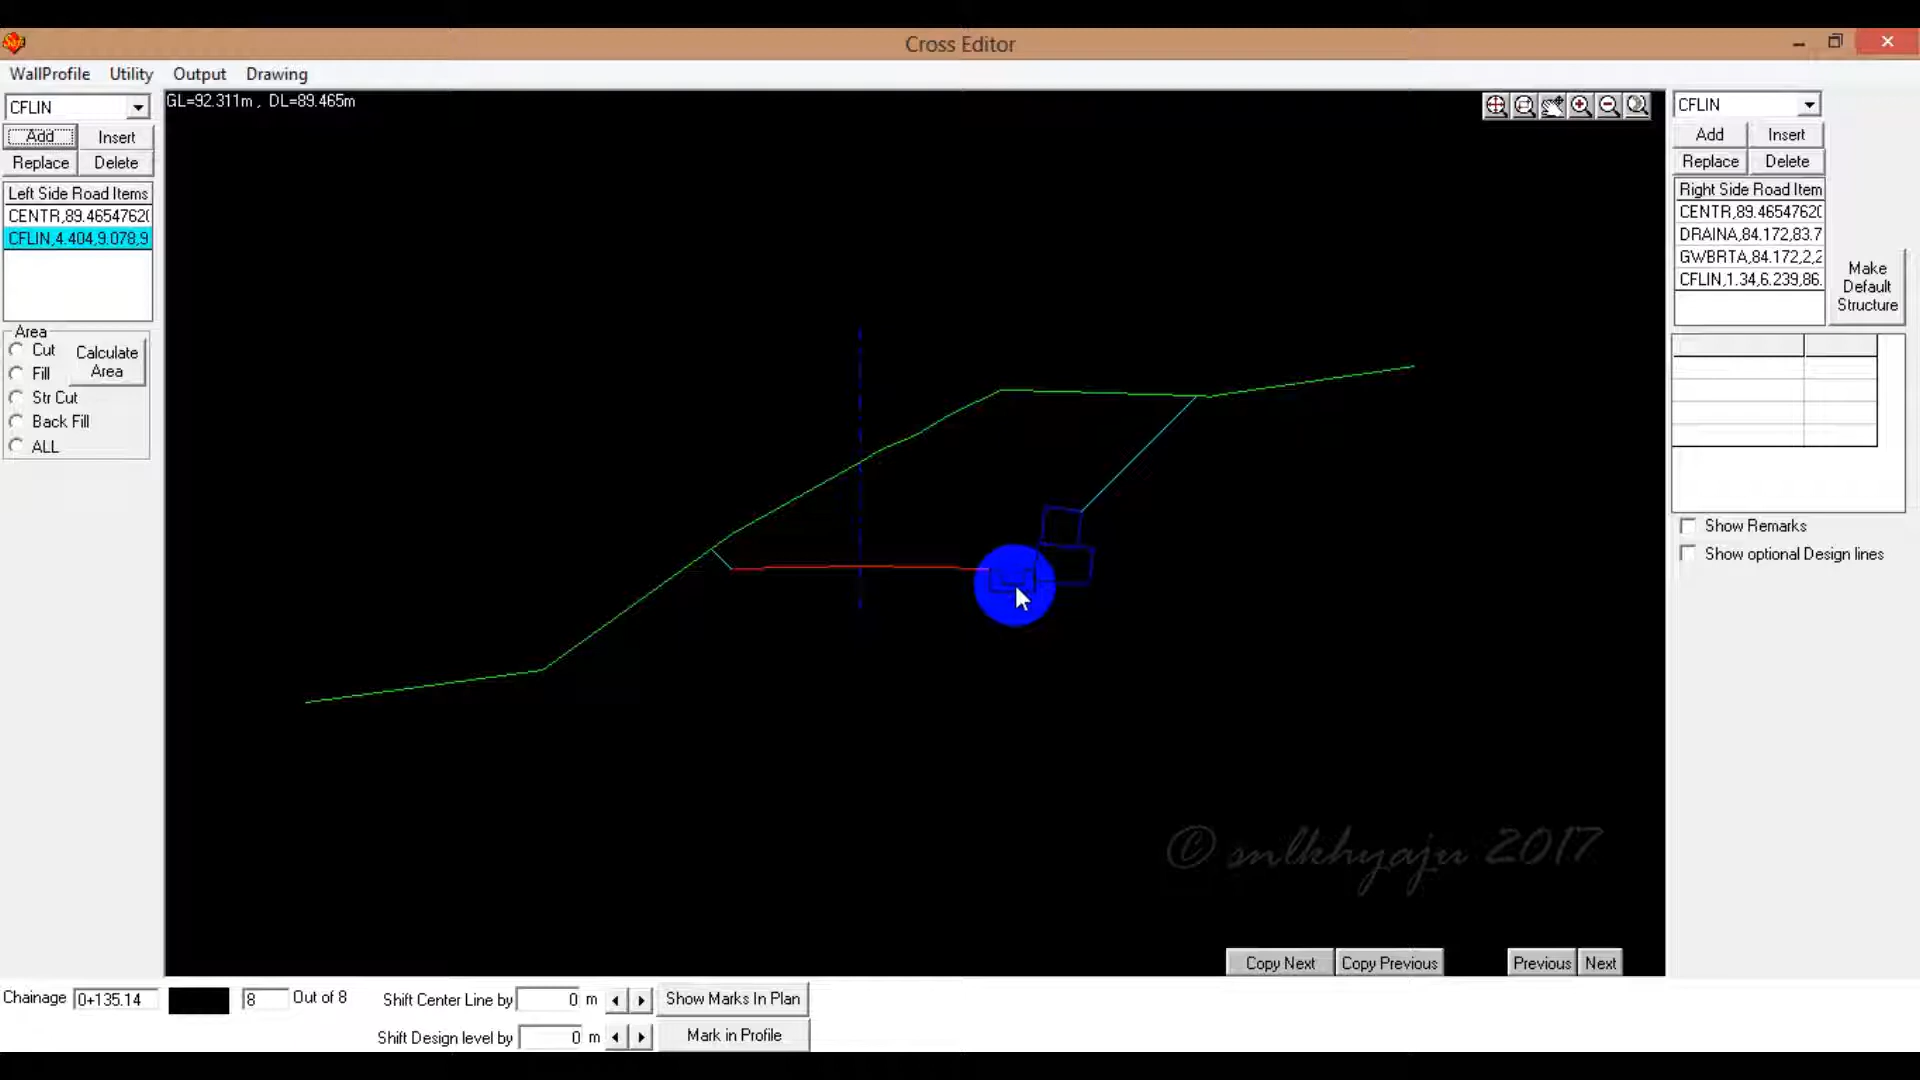 Soft
Cross Editor
WallProfile Utility Output Drawing
CFLIN
Add Insert
Replace Delete
Left Side Road Items
CENTR,89.4654762(
CFLIN,4.404,9.078,9
Area
Cut
Fill
Str Cut
Back Fill
ALL
Calculate
Area
GL=92.311m , DL=89.465m
CFLIN
Add Insert
Replace Delete
Right Side Road Item
CENTR,89.4654762(
DRAINA,84.172,83.7
GWBRTA,84.172,2,2
CFLIN,1.34,6.239,86.
Make
Default
Structure
Show Remarks
Show optional Design lines
© mlkhyaju 2017
Copy Next Copy Previous Previous Next
Chainage 0+135.14 8 Out of 8 Shift Center Line by 0 m Show Marks In Plan
Shift Design level by 0 m Mark in Profile